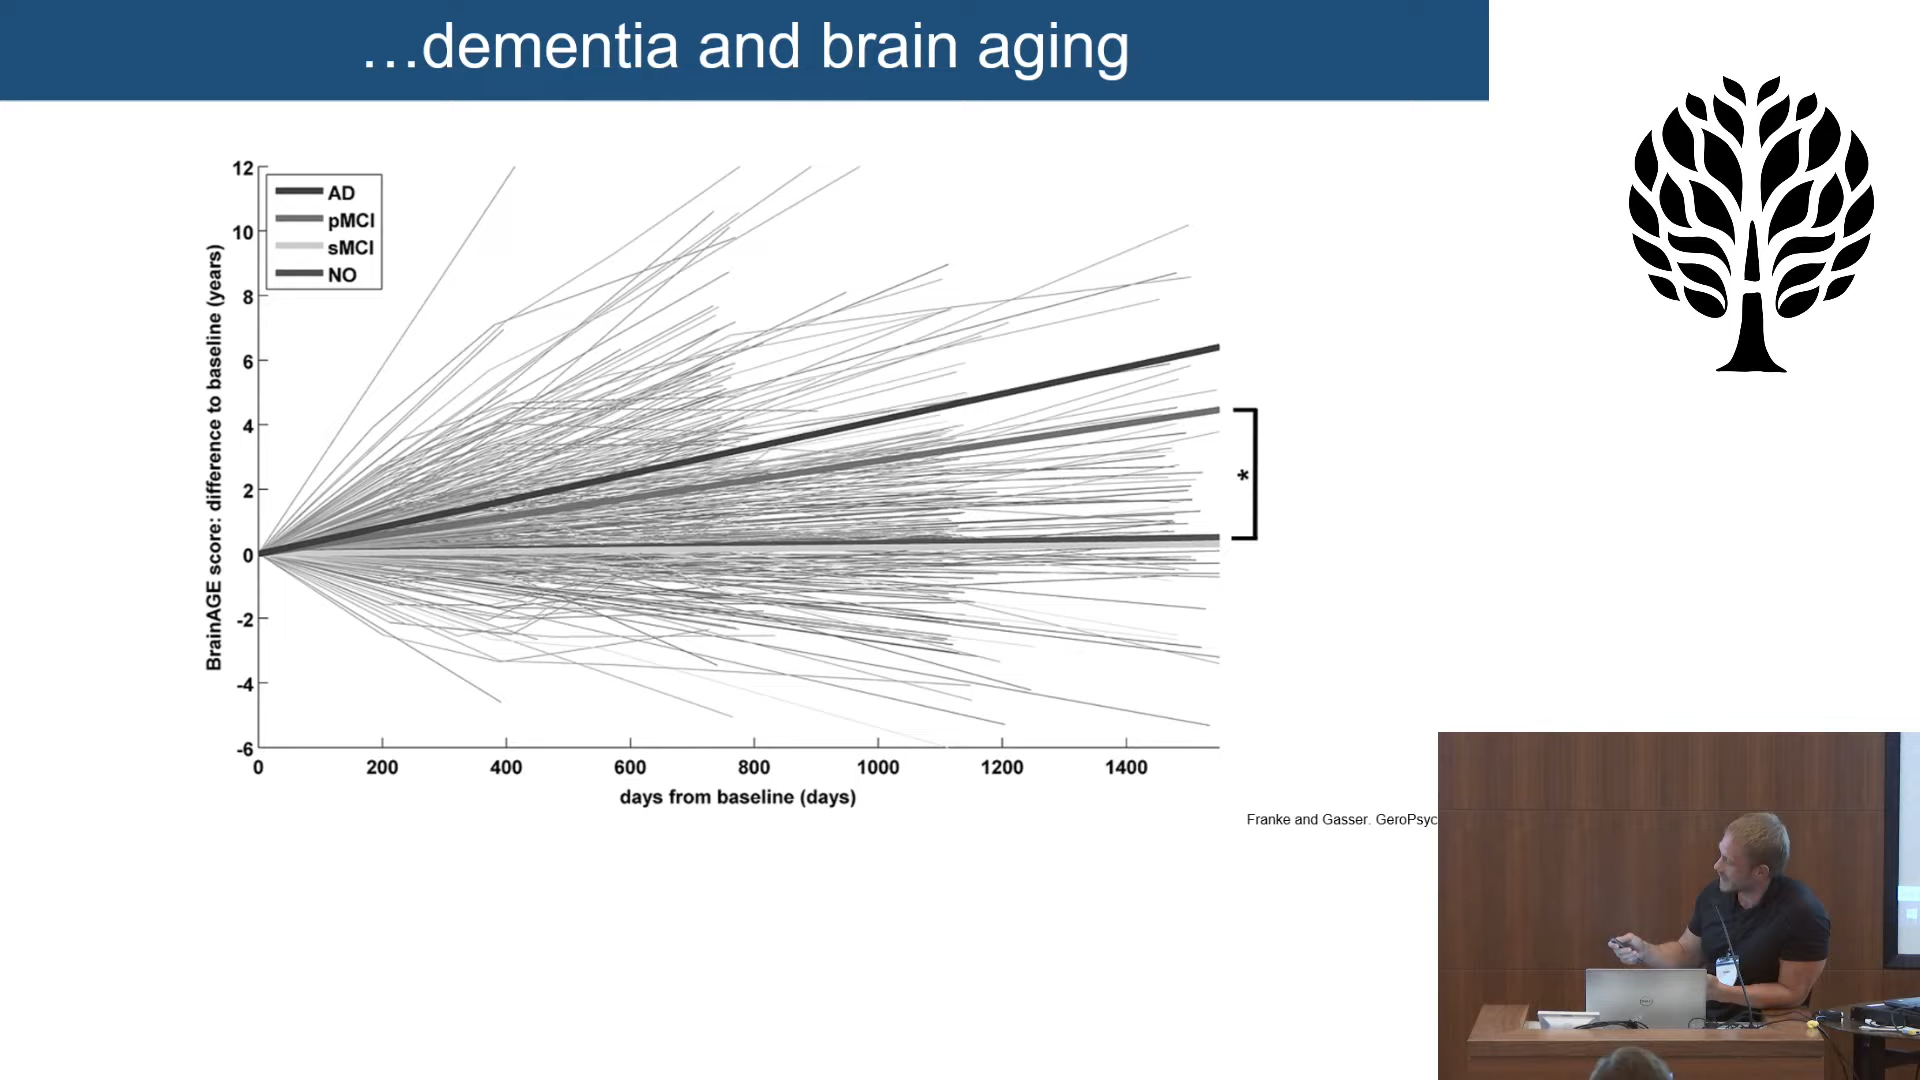 …dementia and brain aging
12
10
8
6
4
2
0
-2
-4
-6
AD
pMCI
sMCI
NO
BrainAGE score: difference to baseline (years)
*
0 200 400 600 800 1000 1200 1400
days from baseline (days)
Franke and Gasser. GeroPsyc
DELL